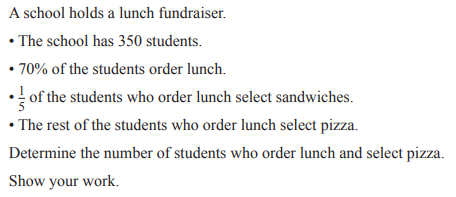 A school holds a lunch fundraiser.
• The school has 350 students.
• 70% of the students order lunch.
• 1/5 of the students who order lunch select sandwiches.
• The rest of the students who order lunch select pizza.
Determine the number of students who order lunch and select pizza.
Show your work.